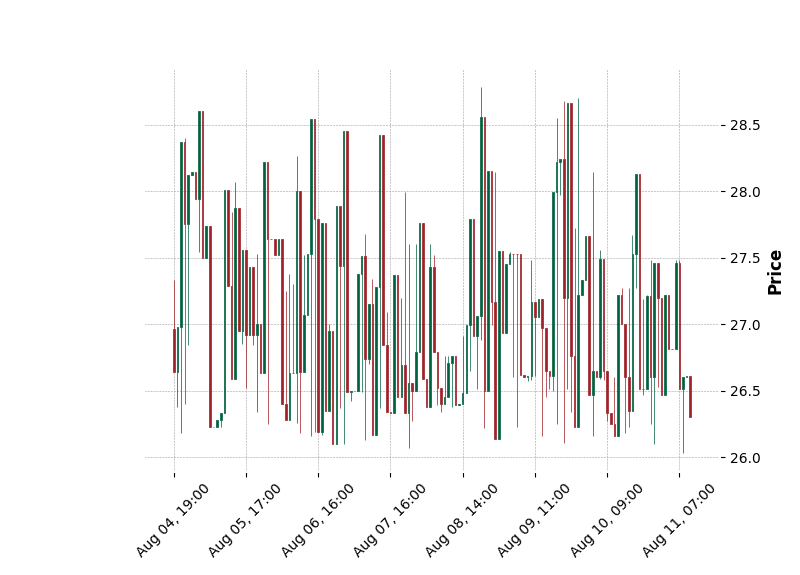 28.5
28.0
27.5
27.0
26.5
26.0
Price
Aug 04, 19:00
Aug 05, 17:00
Aug 06, 16:00
Aug 07, 16:00
Aug 08, 14:00
Aug 09, 11:00
Aug 10, 09:00
Aug 11, 07:00